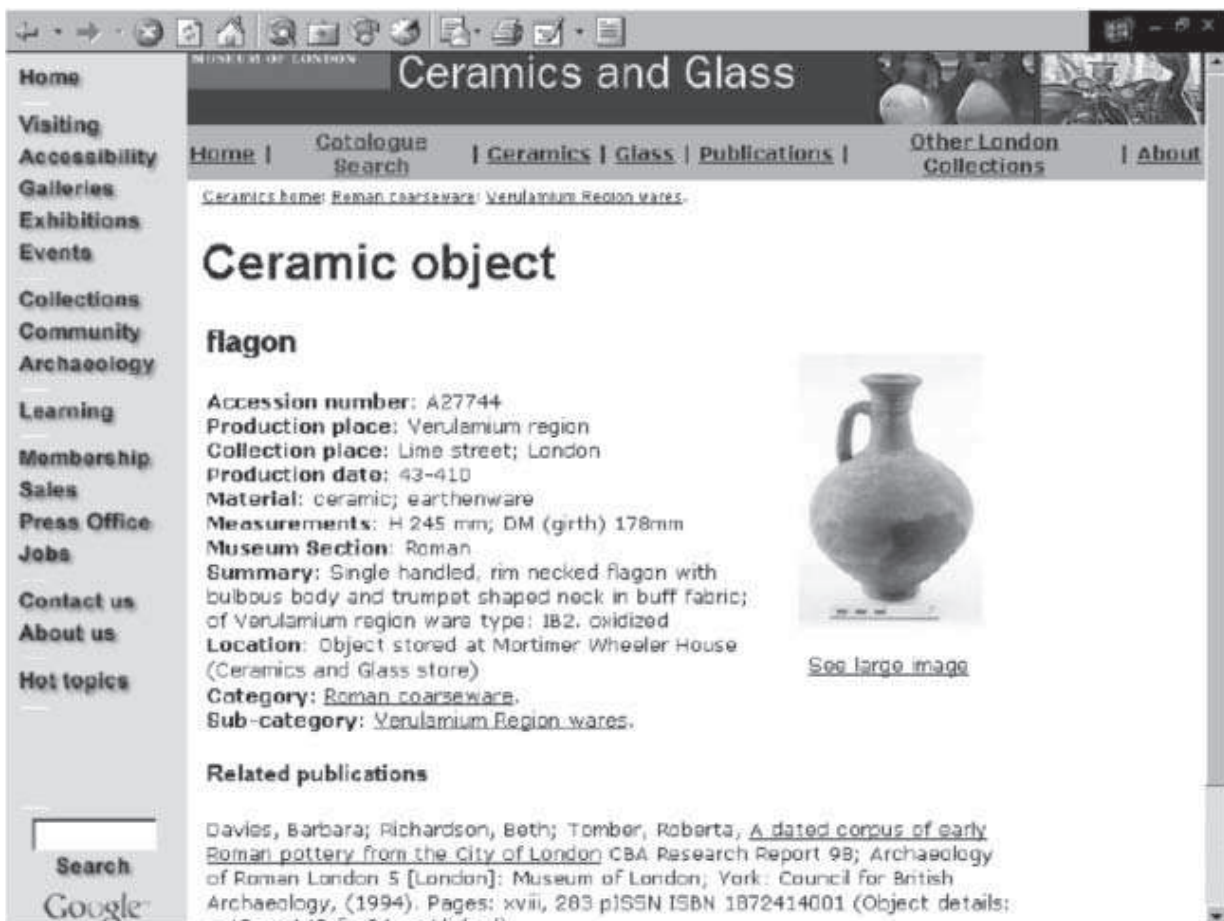 Home
Visiting
Accessibility
Galleries
Exhibitions
Events
Collections
Community
Archaeology
Learning
Membership
Sales
Press Office
Jobs
Contact us
About us
Hot topics
Search
Google
MUSEUM OF LONDON
Ceramics and Glass
Home | Catalogue Search | Ceramics | Glass | Publications | Other London Collections | About
Ceramics home: Roman coarseware: Verulamium Region wares.
Ceramic object
flagon
Accession number: A27744
Production place: Verulamium region
Collection place: Lime street; London
Production date: 43-410
Material: ceramic; earthenware
Measurements: H 245 mm; DM (girth) 178mm
Museum Section: Roman
Summary: Single handled, rim necked flagon with
bulbous body and trumpet shaped neck in buff fabric;
of Verulamium region ware type: IB2. oxidized
Location: Object stored at Mortimer Wheeler House
(Ceramics and Glass store)
Category: Roman coarseware.
Sub-category: Verulamium Region wares.
See large image
Related publications
Davies, Barbara; Richardson, Beth; Tomber, Roberta, A dated corpus of early
Roman pottery from the City of London CBA Research Report 98; Archaeology
of Roman London 5 [London]: Museum of London; York: Council for British
Archaeology, (1994). Pages: xviii, 283 pISSN ISBN 1872414001 (Object details: